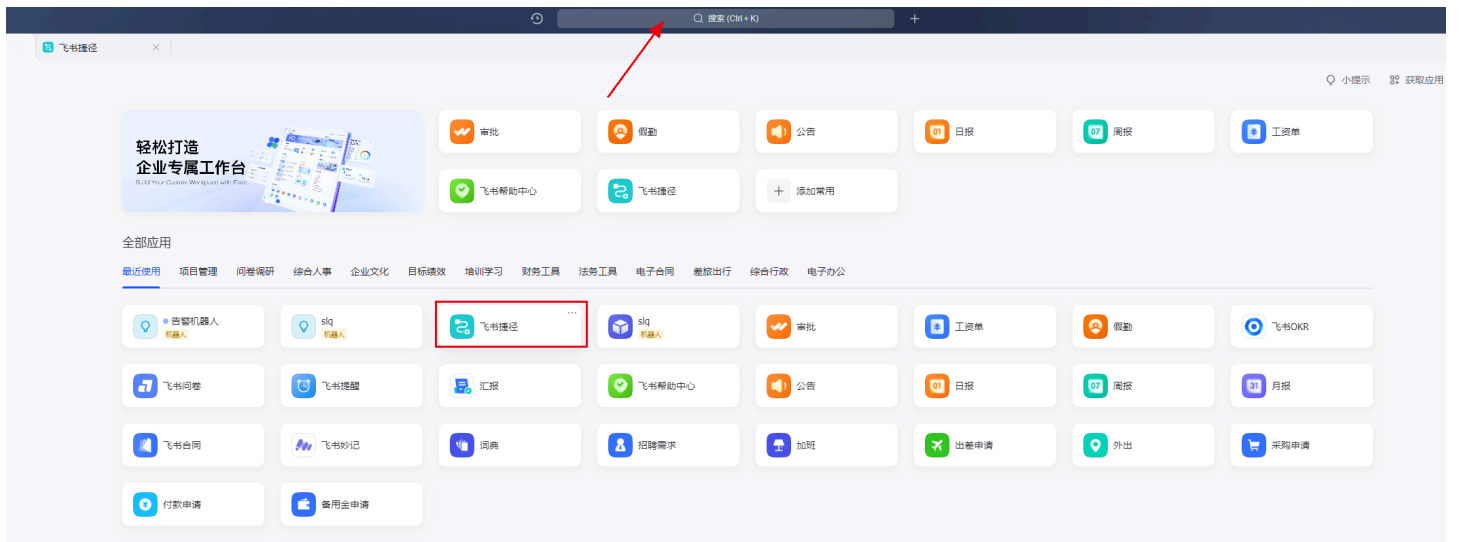 搜索 (Ctrl + K)
飞书捷径
小提示
获取应用
轻松打造
企业专属工作台
Build Your Custom Workplace with Ease
审批
假勤
公告
01
日报
07
周报
工资单
飞书帮助中心
飞书捷径
添加常用
全部应用
最近使用 项目管理 问卷调研 综合人事 企业文化 目标绩效 培训学习 财务工具 法务工具 电子合同 差旅出行 综合行政 电子办公
告警机器人
机器人
slq
机器人
飞书捷径
slq
机器人
审批
工资单
假勤
飞书OKR
飞书问卷
飞书提醒
汇报
飞书帮助中心
公告
01
日报
07
周报
31
月报
飞书合同
飞书妙记
词典
招聘需求
加班
出差申请
外出
采购申请
付款申请
备用金申请